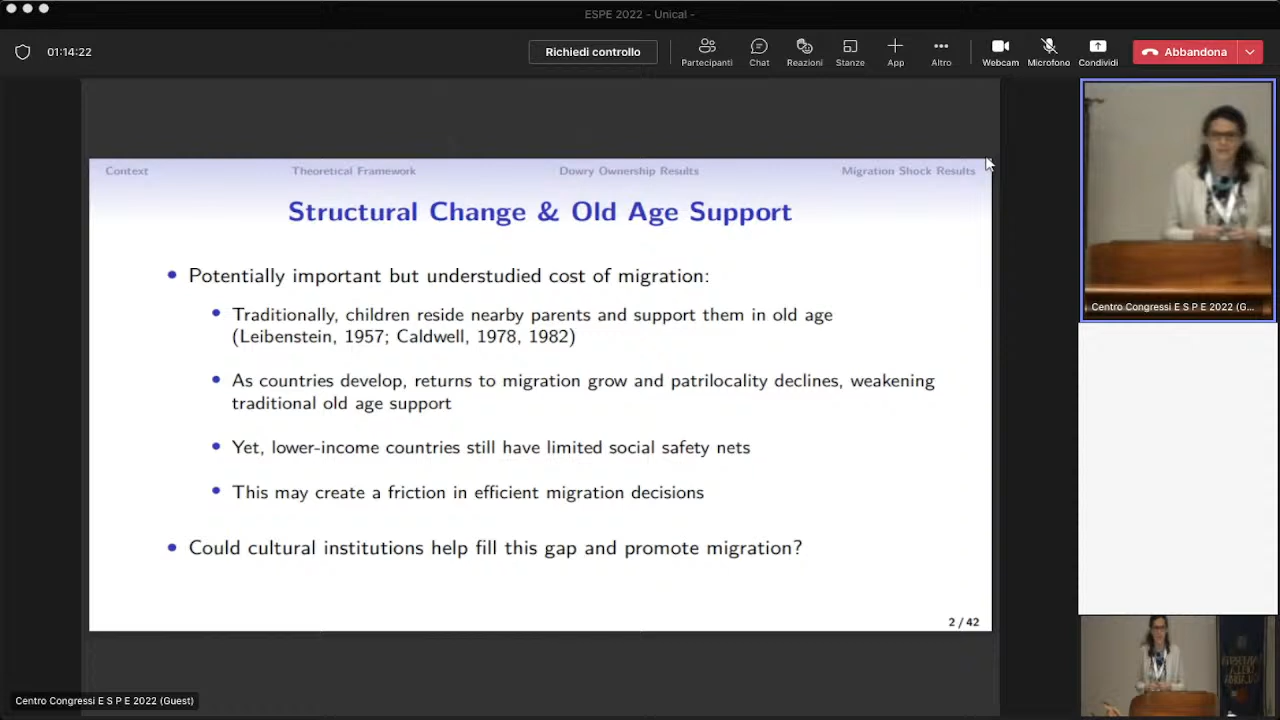 ESPE 2022 - Unical -
01:14:22
Richiedi controllo
Partecipanti
Chat
Reazioni
Stanze
App
Altro
Webcam
Microfono
Condividi
Abbandona
Context
Theoretical Framework
Dowry Ownership Results
Migration Shock Results
Structural Change & Old Age Support
• Potentially important but understudied cost of migration:
• Traditionally, children reside nearby parents and support them in old age
(Leibenstein, 1957; Caldwell, 1978, 1982)
• As countries develop, returns to migration grow and patrilocality declines, weakening
traditional old age support
• Yet, lower-income countries still have limited social safety nets
• This may create a friction in efficient migration decisions
• Could cultural institutions help fill this gap and promote migration?
2 / 42
Centro Congressi E S P E 2022 (G...
Centro Congressi E S P E 2022 (Guest)